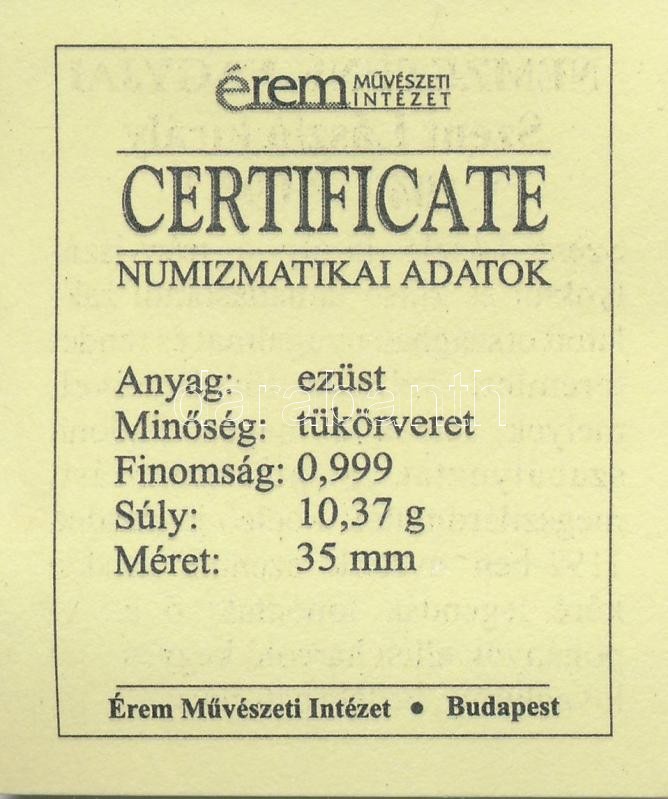 érem MŰVÉSZETI
INTÉZET
CERTIFICATE
NUMIZMATIKAI ADATOK
Anyag: ezüst
Minőség: tükörveret
Finomság: 0,999
Súly: 10,37 g
Méret: 35 mm
darabanth
Érem Művészeti Intézet • Budapest